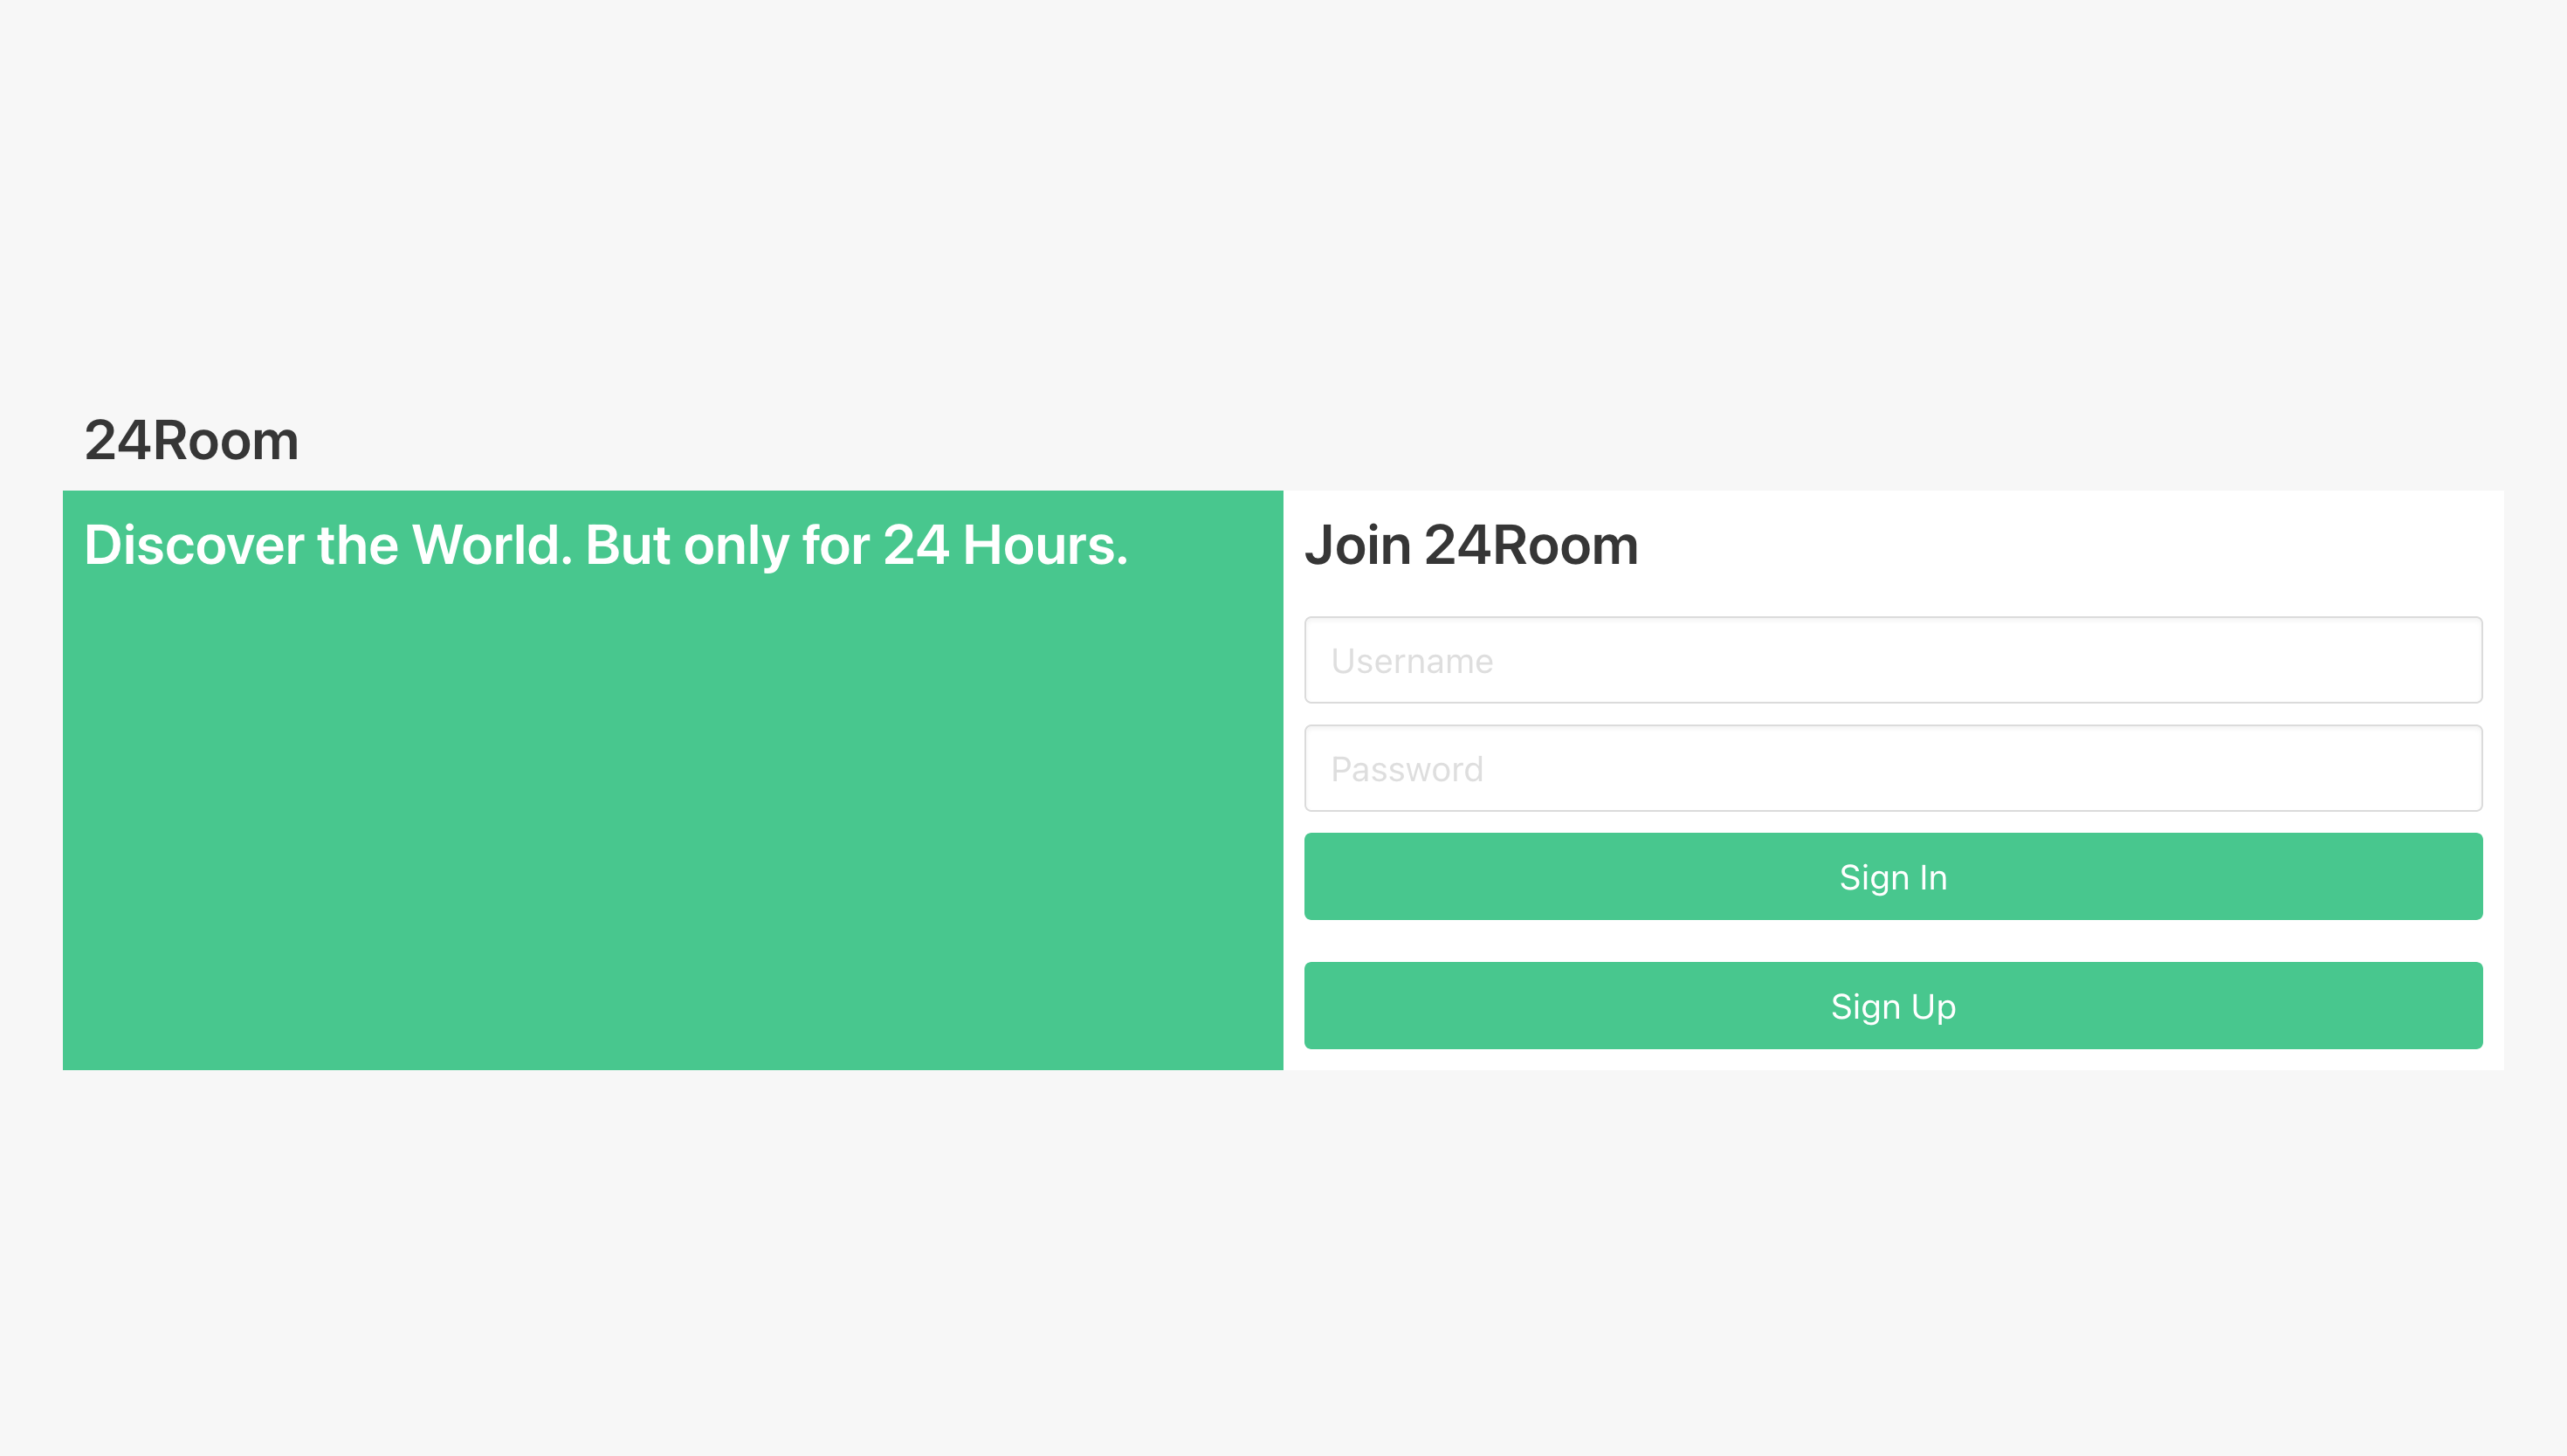 24Room
Discover the World. But only for 24 Hours.
Join 24Room
Username
Password
Sign In
Sign Up